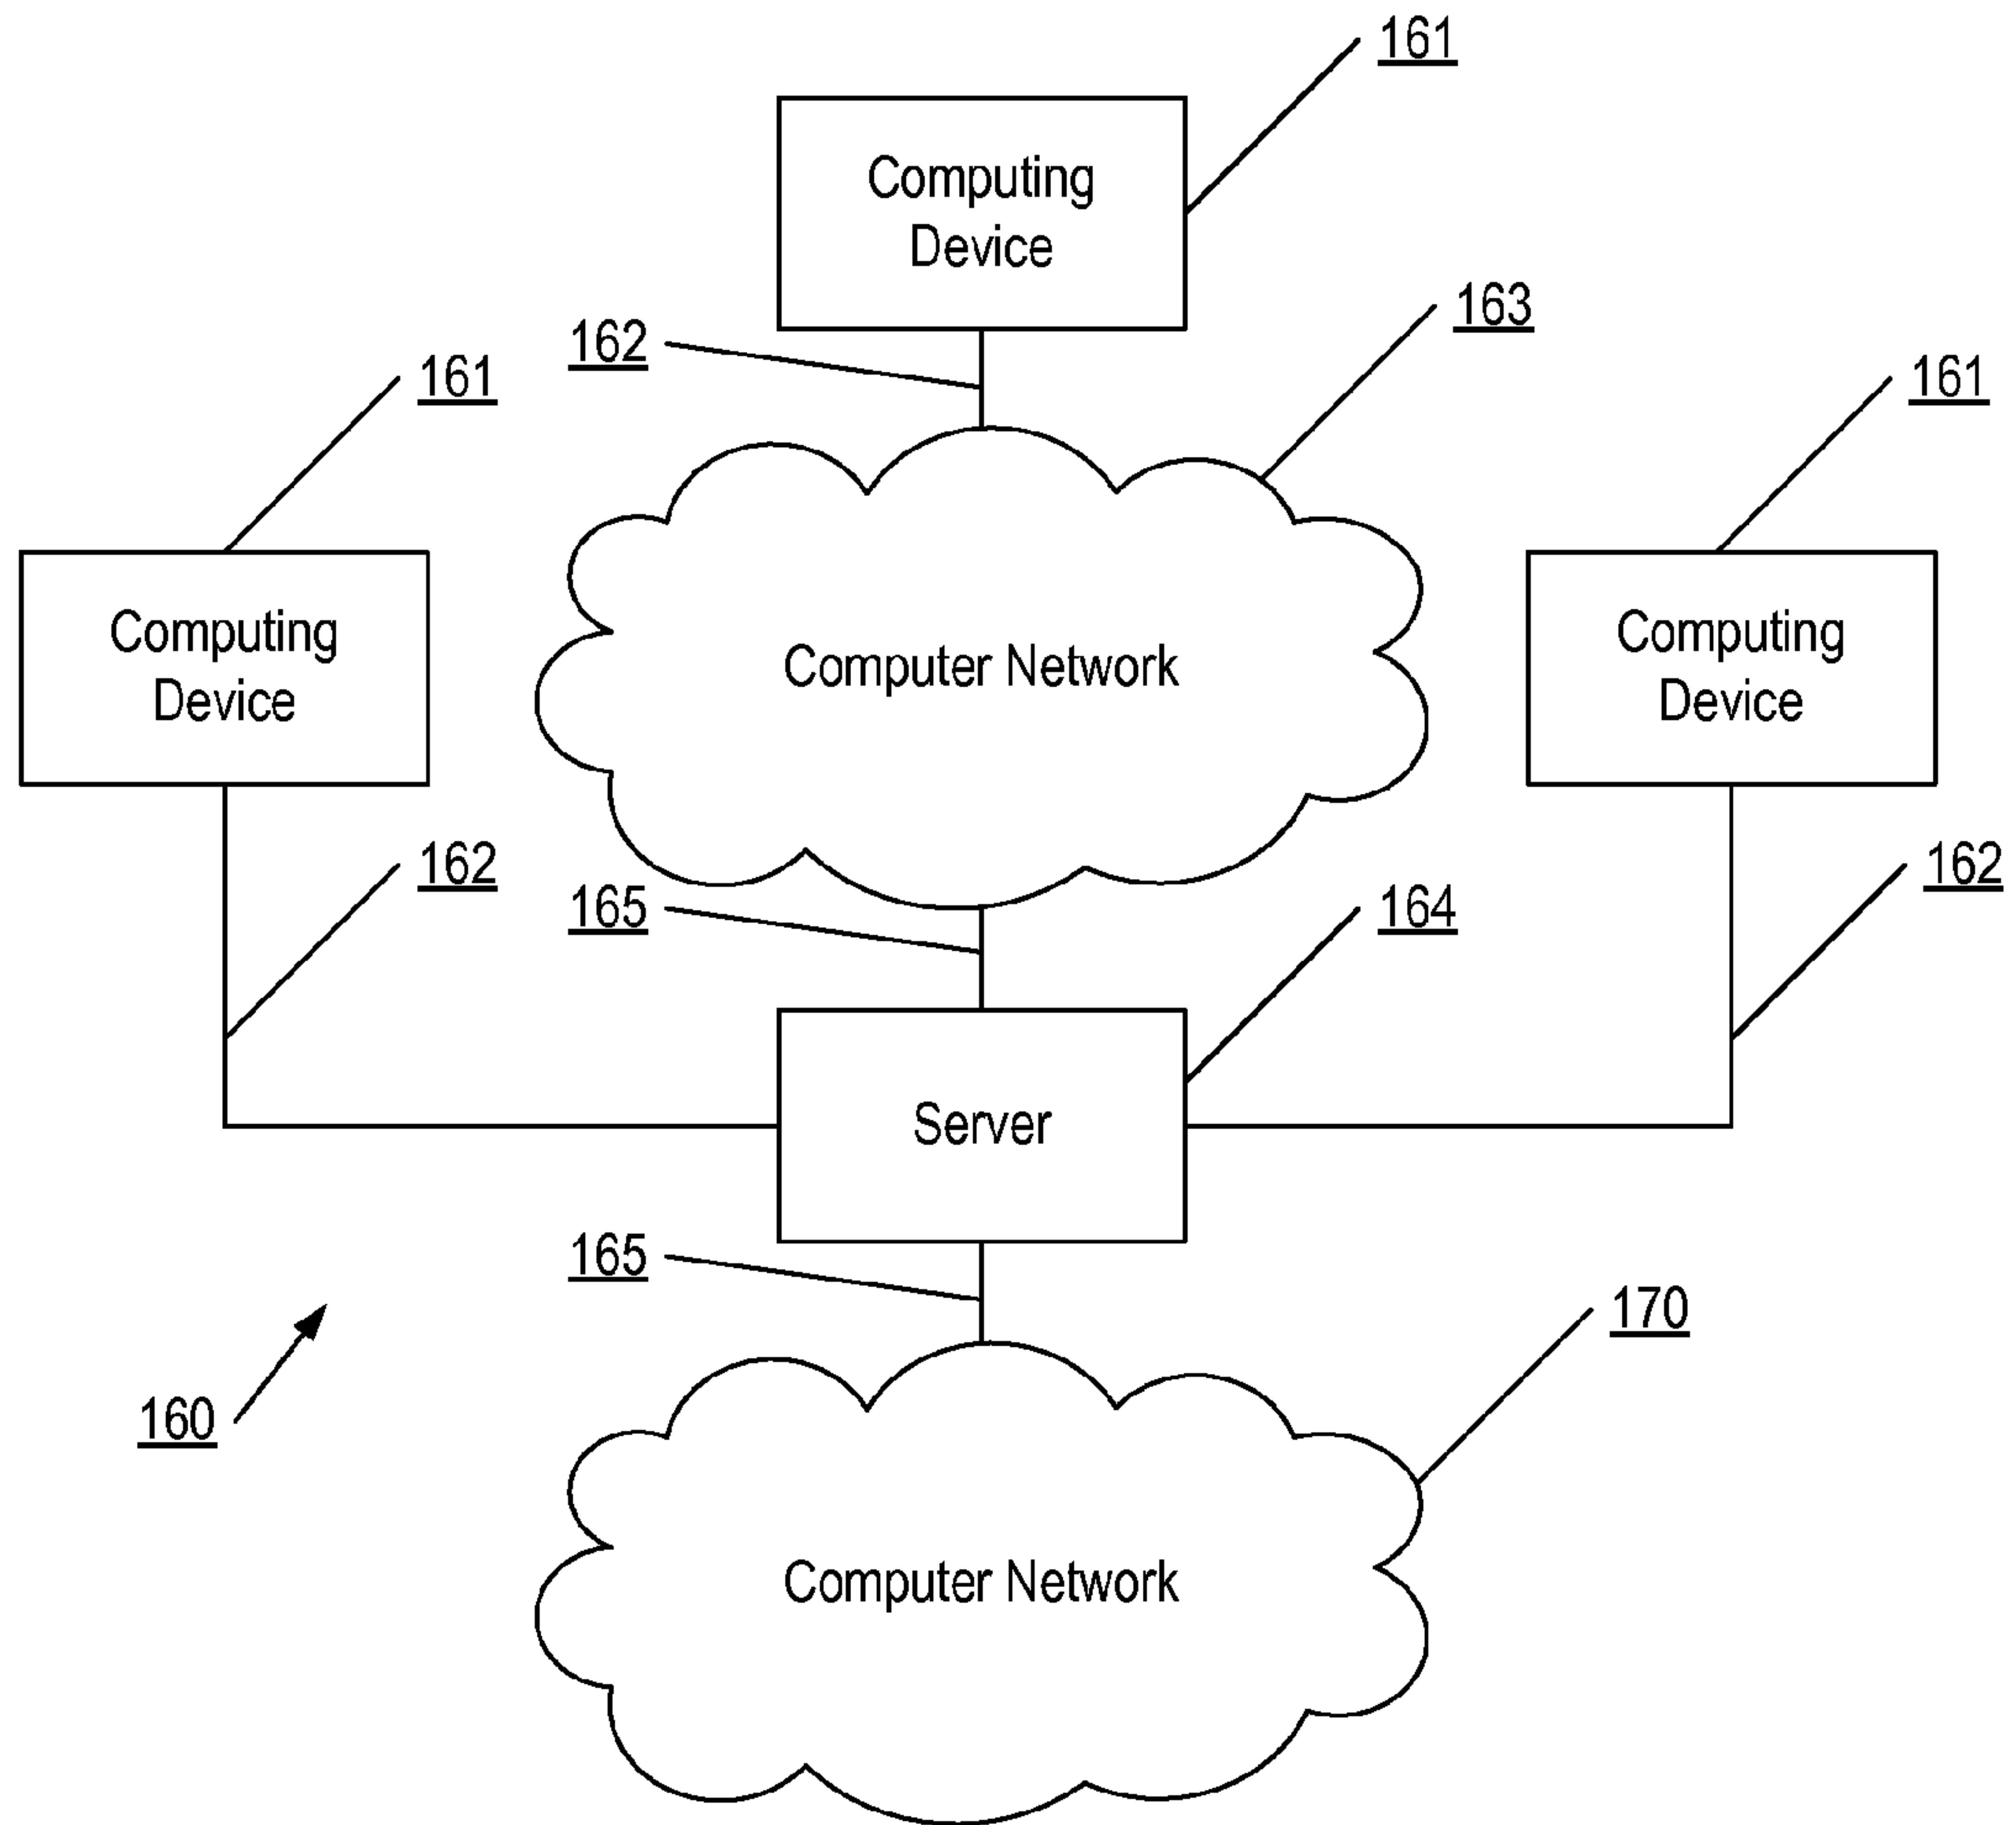 161
Computing
Device
163
162
161
161
Computing
Device
Computer Network
Computing
Device
162
162
165
164
Server
165
170
160
Computer Network